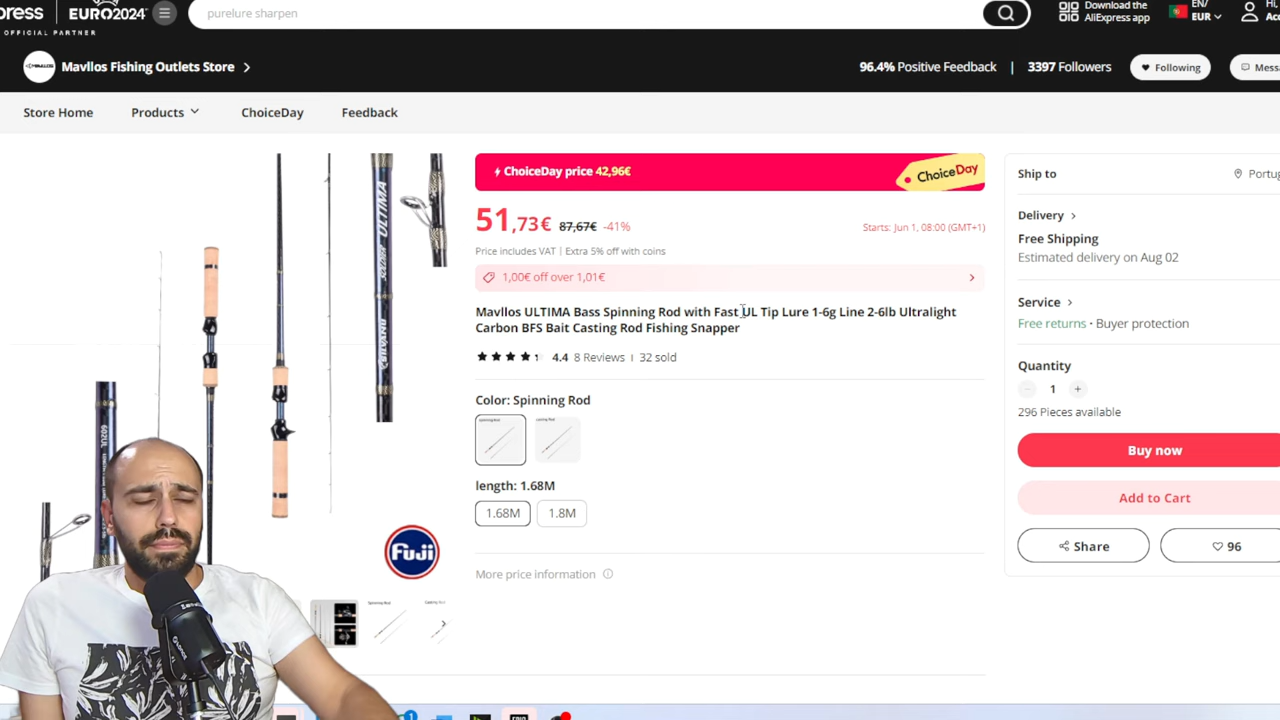 press
EURO2024
OFFICIAL PARTNER
purelure sharpen
Download the
AliExpress app
EN/
EUR
Hi,
Mavllos Fishing Outlets Store
96.4% Positive Feedback | 3397 Followers
Following
Store Home
Products
ChoiceDay
Feedback
ChoiceDay price 42,96€
ChoiceDay
51,73€ 87,67€ -41%
Starts: Jun 1, 08:00 (GMT+1)
Price includes VAT | Extra 5% off with coins
1,00€ off over 1,01€
Mavllos ULTIMA Bass Spinning Rod with Fast UL Tip Lure 1-6g Line 2-6lb Ultralight
Carbon BFS Bait Casting Rod Fishing Snapper
4.4 8 Reviews 32 sold
Color: Spinning Rod
length: 1.68M
1.68M
1.8M
More price information
Ship to
Delivery
Free Shipping
Estimated delivery on Aug 02
Service
Free returns • Buyer protection
Quantity
1
296 Pieces available
Buy now
Add to Cart
Share
96
ULTIMA
602UL
Fuji
Spinning Rod